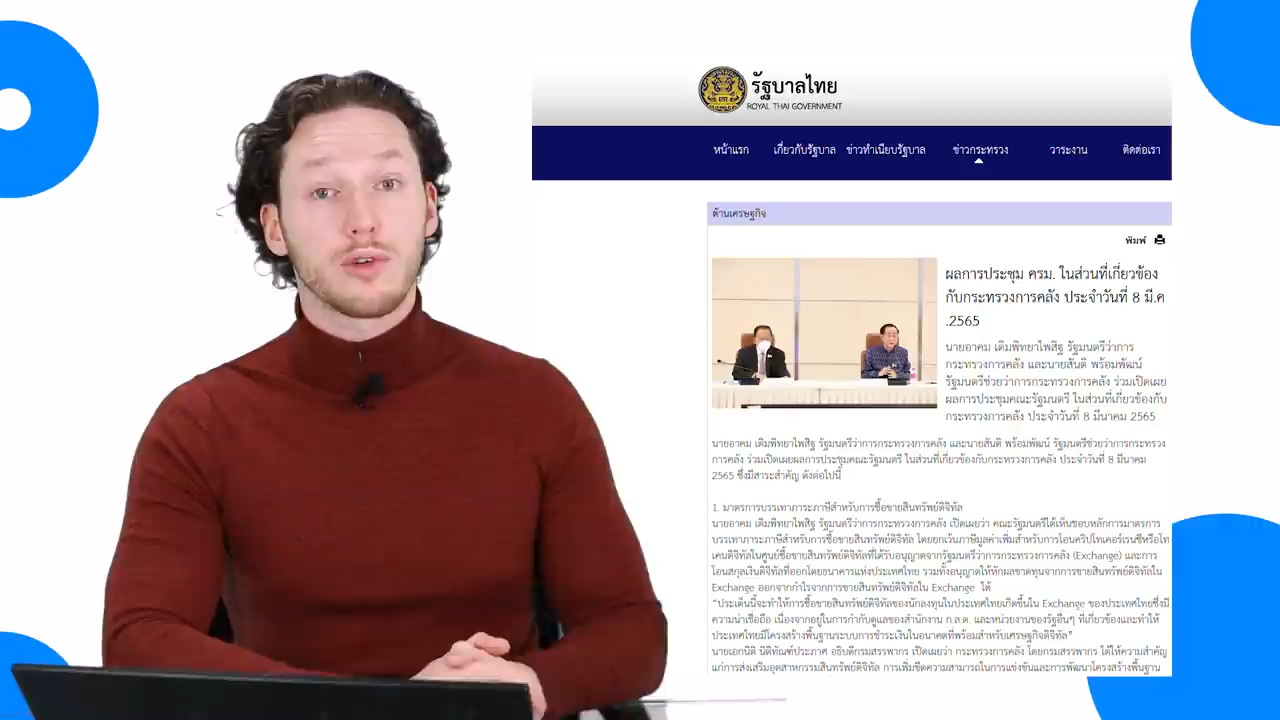 รัฐบาลไทย
ROYAL THAI GOVERNMENT
หน้าแรก เกี่ยวกับรัฐบาล ข่าวทำเนียบรัฐบาล ข่าวกระทรวง วาระงาน ติดต่อเรา
ด้านเศรษฐกิจ
พิมพ์
ผลการประชุม ครม. ในส่วนที่เกี่ยวข้อง
กับกระทรวงการคลัง ประจำวันที่ 8 มี.ค
.2565
นายอาคม เติมพิทยาไพสิฐ รัฐมนตรีว่าการ
กระทรวงการคลัง และนายสันติ พร้อมพัฒน์
รัฐมนตรีช่วยว่าการกระทรวงการคลัง ร่วมเปิดเผย
ผลการประชุมคณะรัฐมนตรี ในส่วนที่เกี่ยวข้องกับ
กระทรวงการคลัง ประจำวันที่ 8 มีนาคม 2565
นายอาคม เติมพิทยาไพสิฐ รัฐมนตรีว่าการกระทรวงการคลัง และนายสันติ พร้อมพัฒน์ รัฐมนตรีช่วยว่าการกระทรวง
การคลัง ร่วมเปิดเผยผลการประชุมคณะรัฐมนตรี ในส่วนที่เกี่ยวข้องกับกระทรวงการคลัง ประจำวันที่ 8 มีนาคม
2565 ซึ่งมีสาระสำคัญ ดังต่อไปนี้
1. มาตรการบรรเทาภาระภาษีสำหรับการซื้อขายสินทรัพย์ดิจิทัล
นายอาคม เติมพิทยาไพสิฐ รัฐมนตรีว่าการกระทรวงการคลัง เปิดเผยว่า คณะรัฐมนตรีได้เห็นชอบหลักการมาตรการ
บรรเทาภาระภาษีสำหรับการซื้อขายสินทรัพย์ดิจิทัล โดยยกเว้นภาษีมูลค่าเพิ่มสำหรับการโอนคริปโทเคอร์เรนซีหรือโท
เคนดิจิทัลในศูนย์ซื้อขายสินทรัพย์ดิจิทัลที่ได้รับอนุญาตจากรัฐมนตรีว่าการกระทรวงการคลัง (Exchange) และการ
โอนสกุลเงินดิจิทัลที่ออกโดยธนาคารแห่งประเทศไทย รวมทั้งอนุญาตให้หักผลขาดทุนจากการขายสินทรัพย์ดิจิทัลใน
Exchange ออกจากกำไรจากการขายสินทรัพย์ดิจิทัลใน Exchange ได้
“ประเด็นนี้จะทำให้การซื้อขายสินทรัพย์ดิจิทัลของนักลงทุนในประเทศไทยเกิดขึ้นใน Exchange ของประเทศไทยซึ่งมี
ความน่าเชื่อถือ เนื่องจากอยู่ในการกำกับดูแลของสำนักงาน ก.ล.ต. และหน่วยงานของรัฐอื่นๆ ที่เกี่ยวข้องและทำให้
ประเทศไทยมีโครงสร้างพื้นฐานระบบการชำระเงินในอนาคตที่พร้อมสำหรับเศรษฐกิจดิจิทัล”
นายเอกนิติ นิติทัณฑ์ประภาศ อธิบดีกรมสรรพากร เปิดเผยว่า กระทรวงการคลัง โดยกรมสรรพากร ได้ให้ความสำคัญ
แก่การส่งเสริมอุตสาหกรรมสินทรัพย์ดิจิทัล การเพิ่มขีดความสามารถในการแข่งขันและการพัฒนาโครงสร้างพื้นฐาน